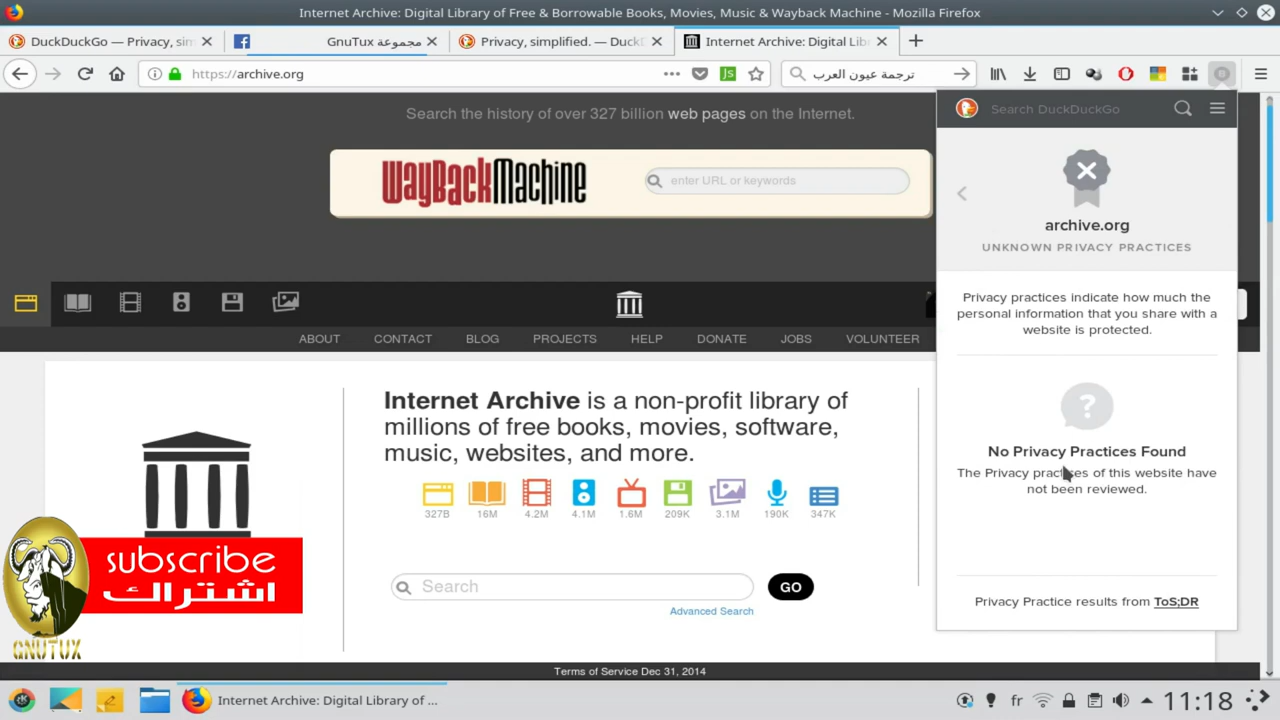 Internet Archive: Digital Library of Free & Borrowable Books, Movies, Music & Wayback Machine - Mozilla Firefox
DuckDuckGo — Privacy, sim
مجموعة GnuTux
Privacy, simplified. — DuckD
Internet Archive: Digital Lib
https://archive.org
JS
ترجمة عيون العرب
Search the history of over 327 billion web pages on the Internet.
WayBackMachine
enter URL or keywords
ABOUT CONTACT BLOG PROJECTS HELP DONATE JOBS VOLUNTEER
Internet Archive is a non-profit library of
millions of free books, movies, software,
music, websites, and more.
327B 16M 4.2M 4.1M 1.6M 209K 3.1M 190K 347K
Search
GO
Advanced Search
Terms of Service Dec 31, 2014
Search DuckDuckGo
archive.org
UNKNOWN PRIVACY PRACTICES
Privacy practices indicate how much the
personal information that you share with a
website is protected.
?
No Privacy Practices Found
The Privacy practices of this website have
not been reviewed.
Privacy Practice results from ToS;DR
subscribe
اشتراك
GNUTUX
Internet Archive: Digital Library of ...
fr
11:18